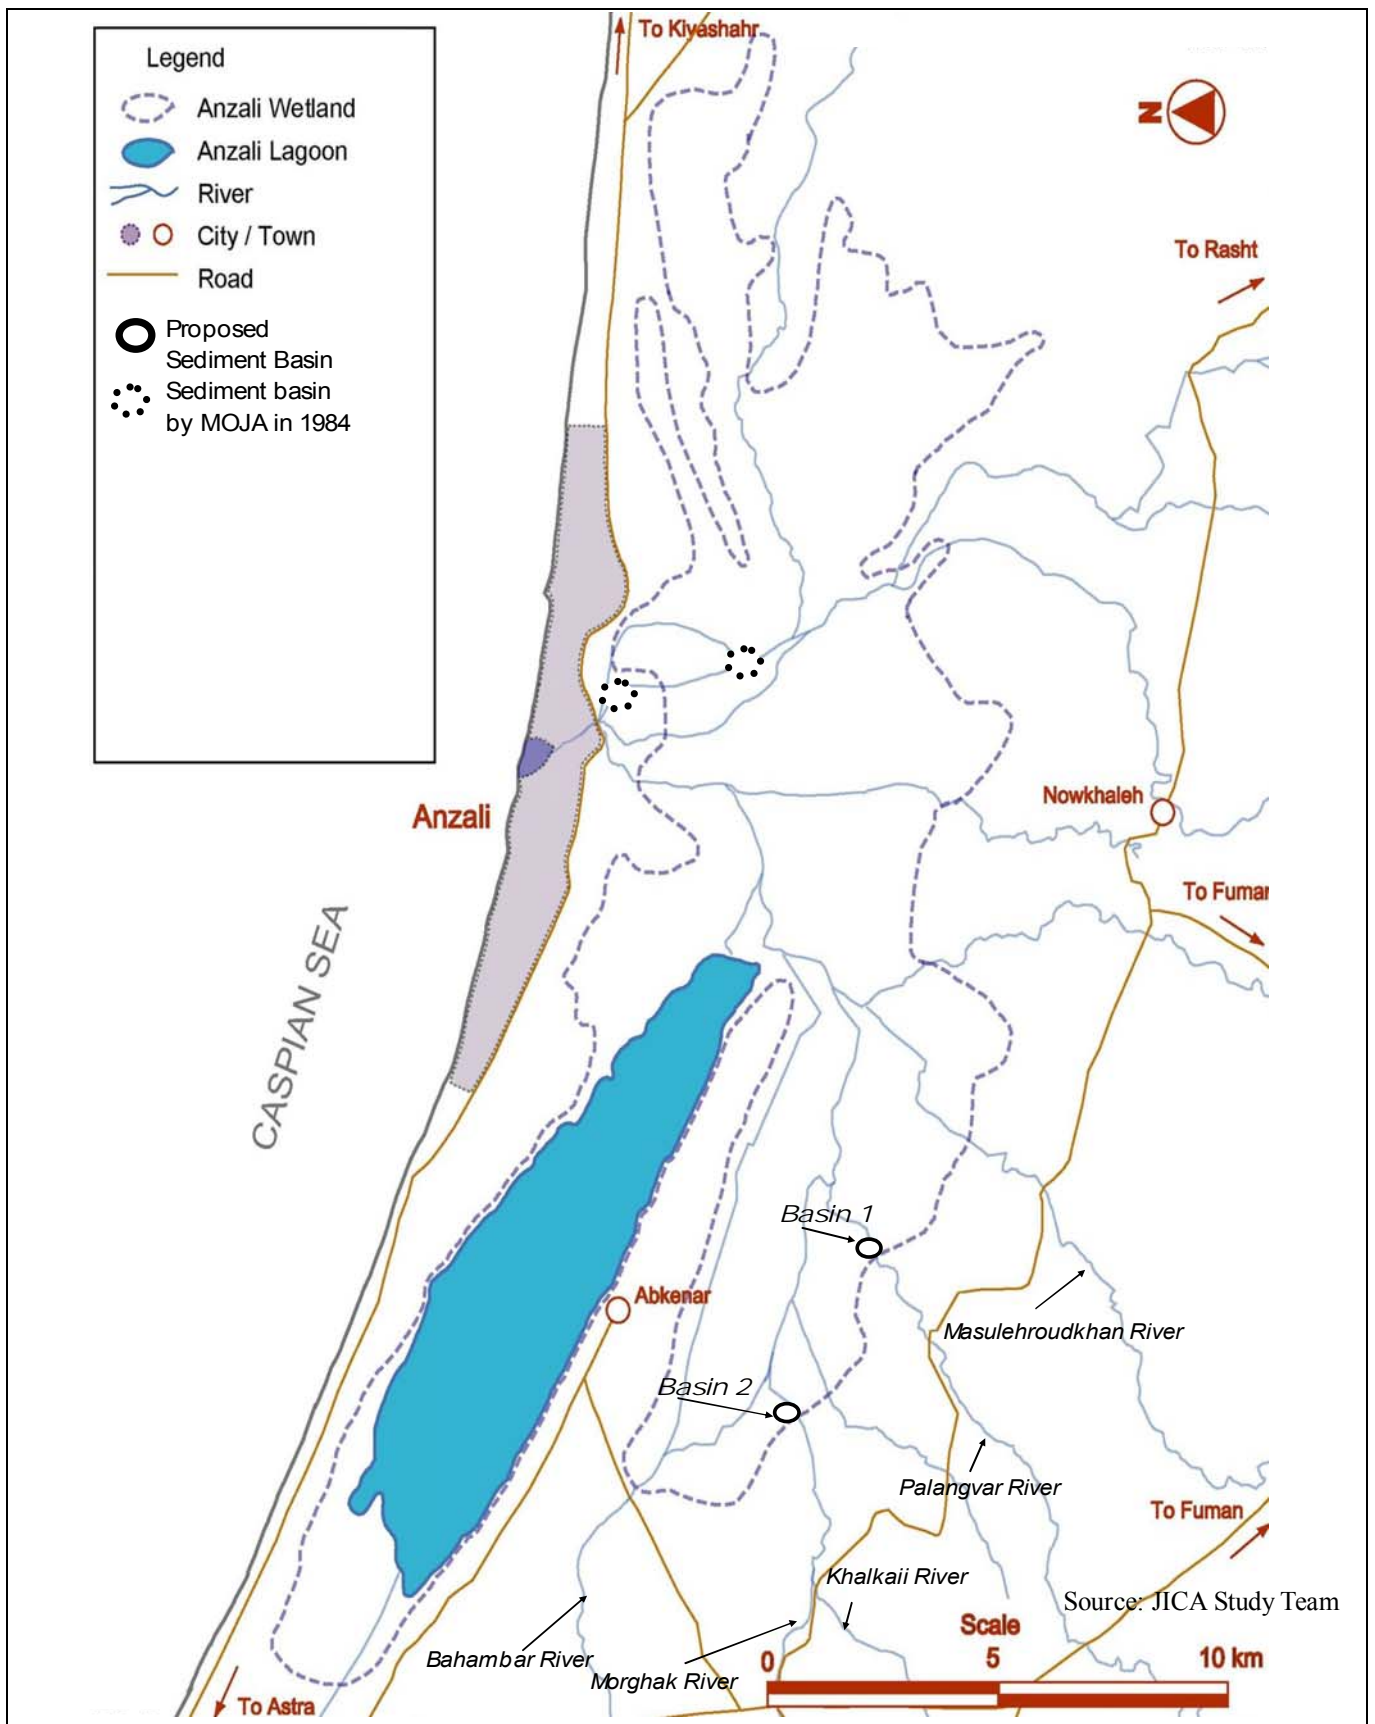 To Kiyashahr
Legend
Anzali Wetland
Anzali Lagoon
River
City / Town
Road
Proposed
Sediment Basin
Sediment basin
by MOJA in 1984
N
To Rasht
Nowkhaleh
Anzali
To Fuman
CASPIAN SEA
Basin 1
Abkenar
Masulehroudkhan River
Basin 2
Palangvar River
To Fuman
Khalkaii River
Source: JICA Study Team
Scale
Bahambar River
Morghak River
0 5 10 km
To Astra